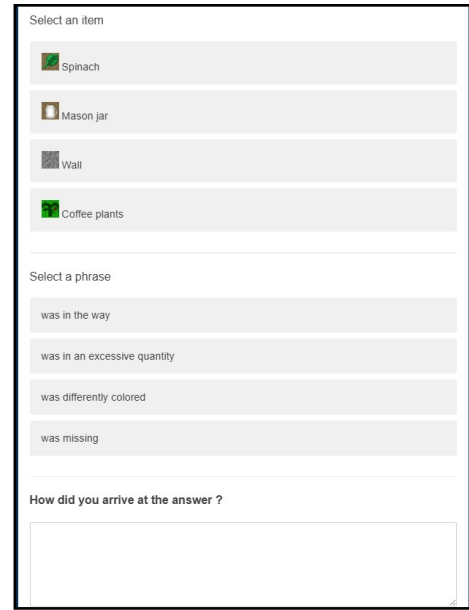 Select an item
Spinach
Mason jar
Wall
Coffee plants
Select a phrase
was in the way
was in an excessive quantity
was differently colored
was missing
How did you arrive at the answer ?